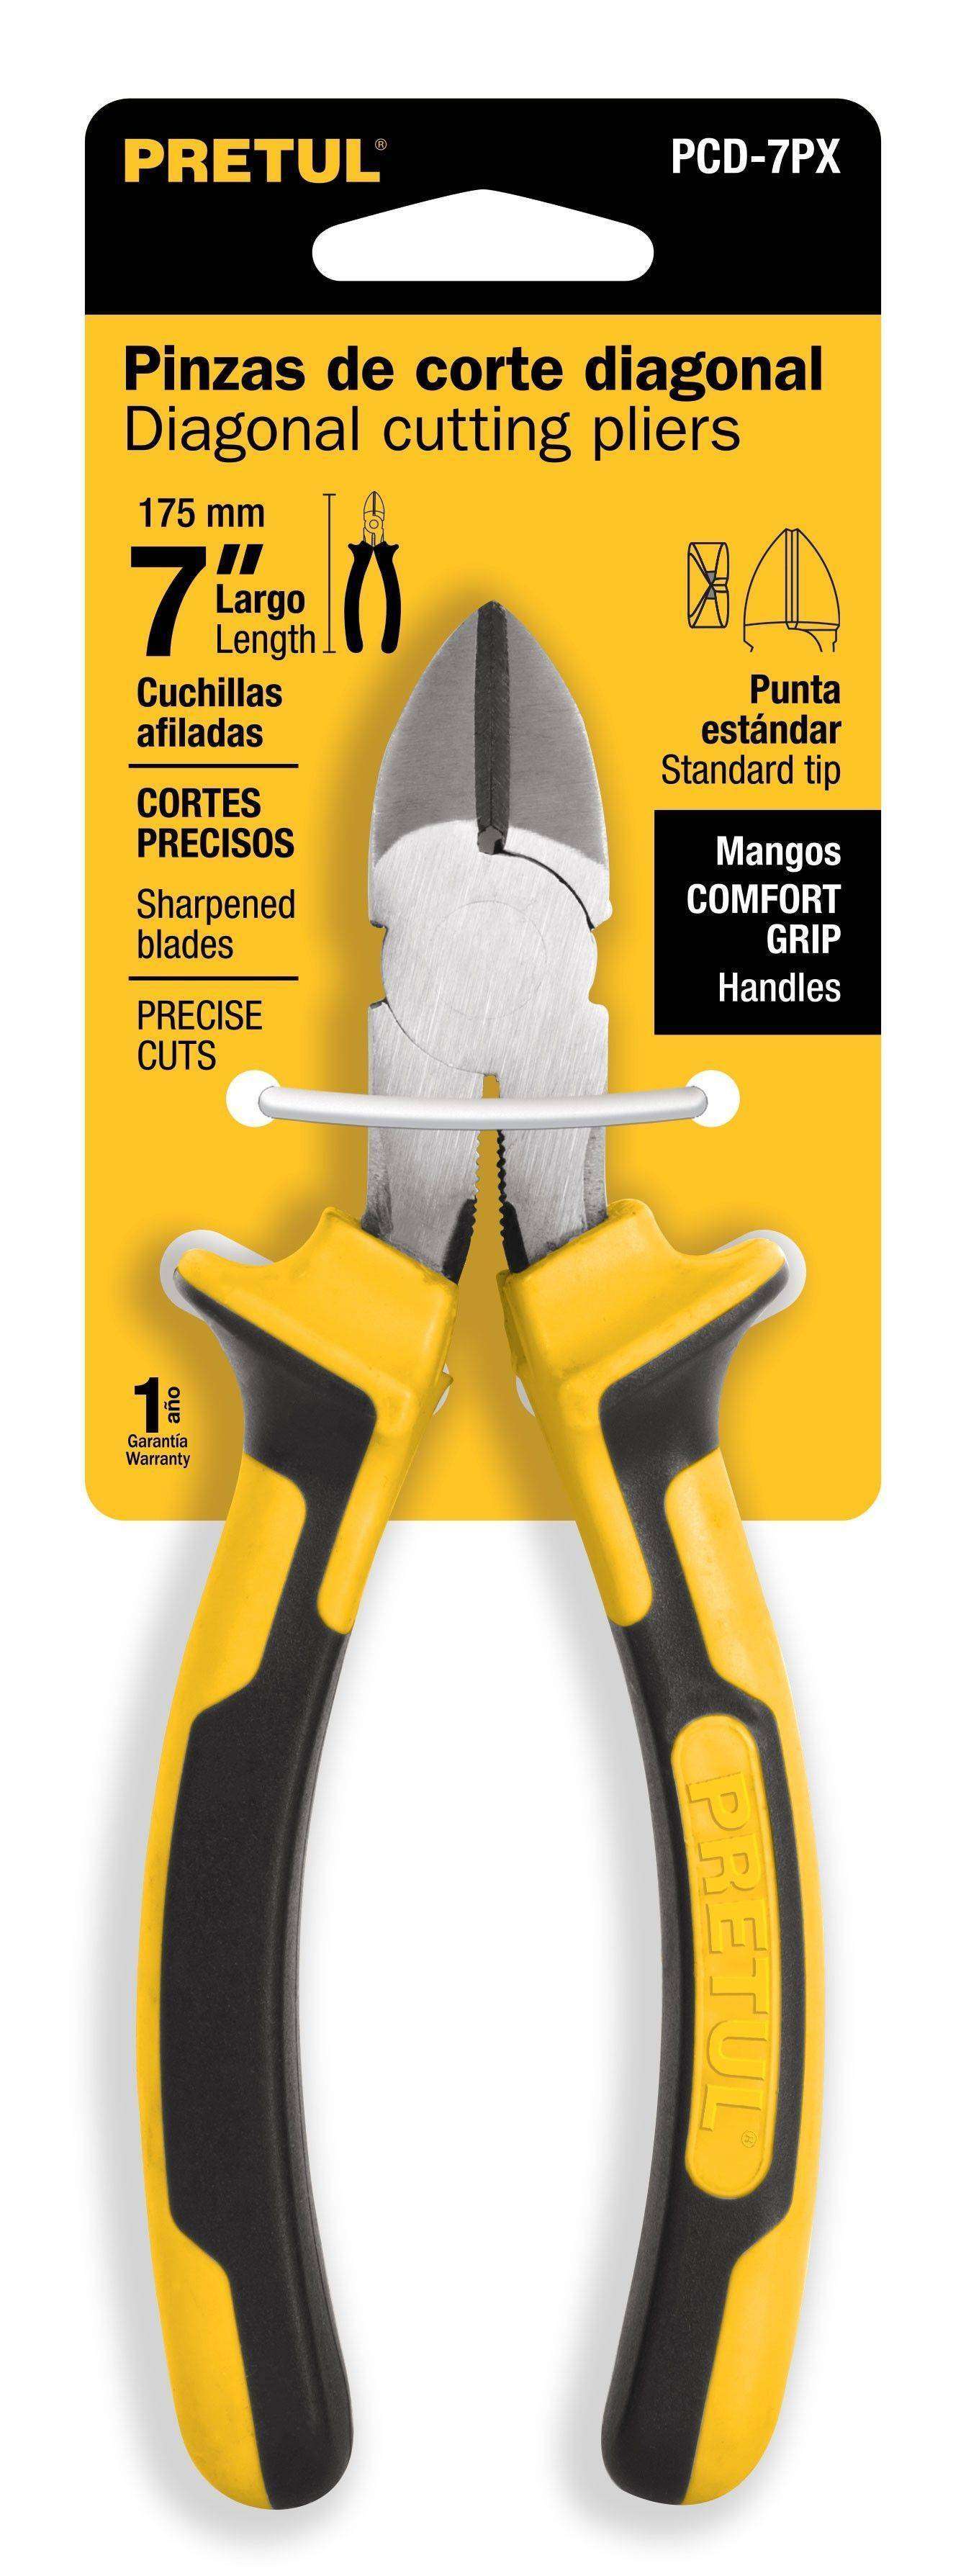 PRETUL®
PCD-7PX
Pinzas de corte diagonal
Diagonal cutting pliers
175 mm
7"
Largo
Length
Cuchillas
afiladas
CORTES
PRECISOS
Sharpened
blades
PRECISE
CUTS
Punta
estándar
Standard tip
Mangos
COMFORT
GRIP
Handles
1 año
Garantía
Warranty
PRETUL®